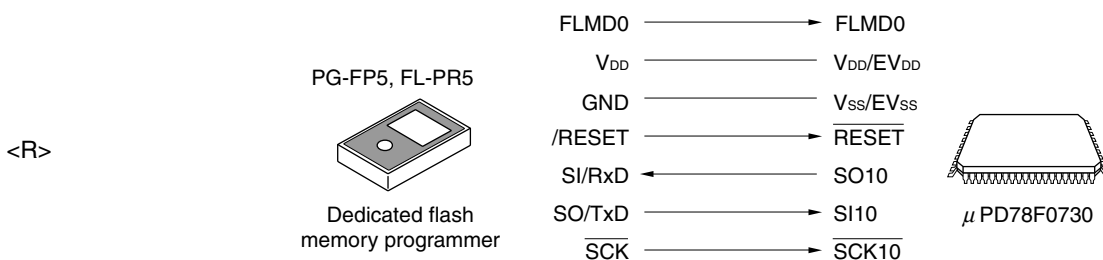 FLMD0 FLMD0
VDD VDD/EVDD
PG-FP5, FL-PR5
GND VSS/EVSS
<R>
/RESET RESET
SI/RxD SO10
Dedicated flash
memory programmer
SO/TxD SI10
μPD78F0730
SCK SCK10